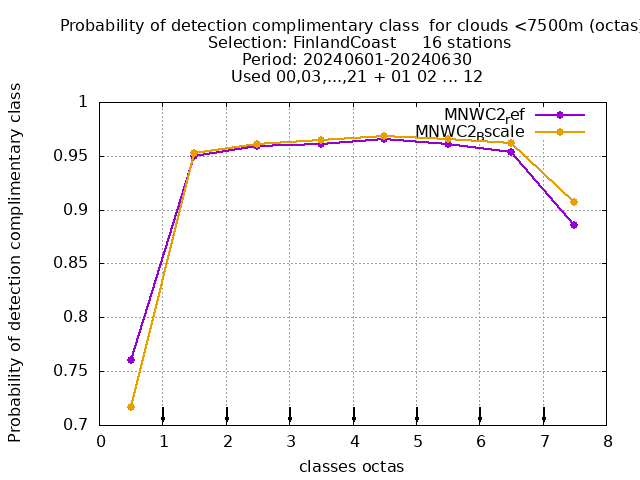 Probability of detection complimentary class  for clouds <7500m (octas)
Selection: FinlandCoast     16 stations
Period: 20240601-20240630
Used 00,03,...,21 + 01 02 ... 12
MNWC2ref
MNWC2Bscale
1
0.95
0.9
0.85
0.8
0.75
0.7
0 1 2 3 4 5 6 7 8
classes octas
Probability of detection complimentary class